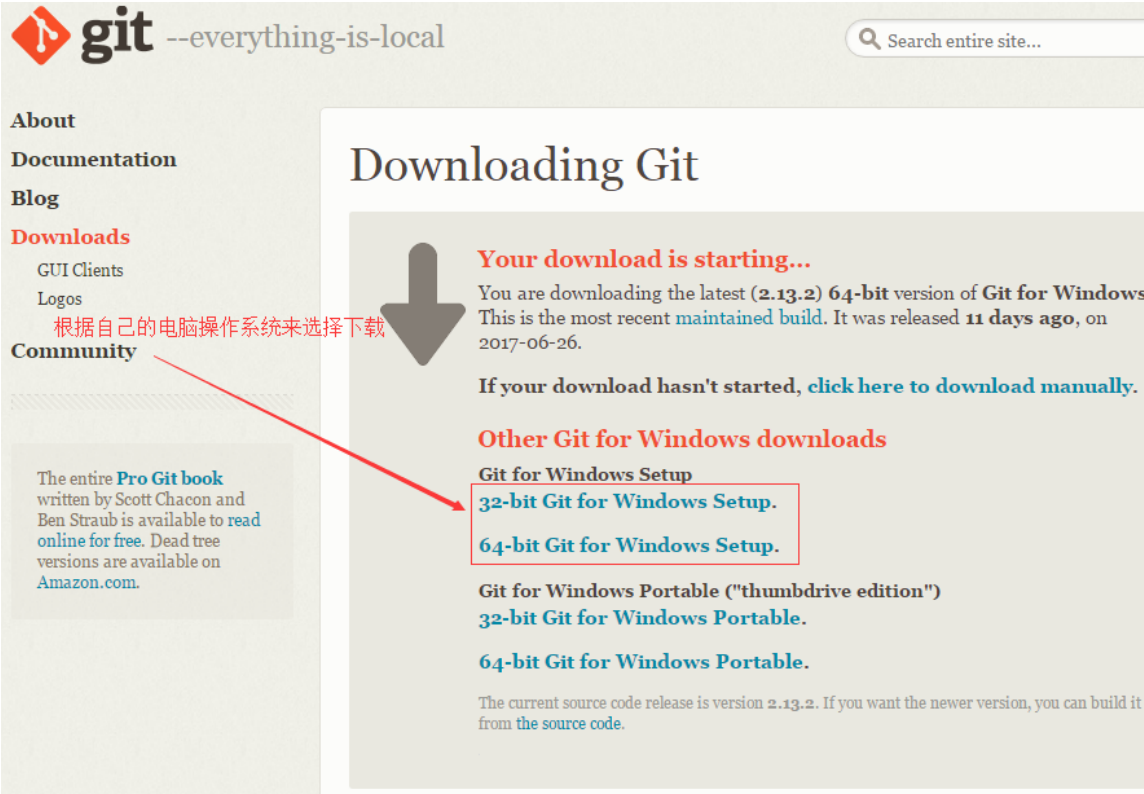 git --everything-is-local
Search entire site...
About
Documentation
Blog
Downloads
GUI Clients
Logos
根据自己的电脑操作系统来选择下载
Community
The entire Pro Git book
written by Scott Chacon and
Ben Straub is available to read
online for free. Dead tree
versions are available on
Amazon.com.
Downloading Git
Your download is starting...
You are downloading the latest (2.13.2) 64-bit version of Git for Windows
This is the most recent maintained build. It was released 11 days ago, on
2017-06-26.
If your download hasn't started, click here to download manually.
Other Git for Windows downloads
Git for Windows Setup
32-bit Git for Windows Setup.
64-bit Git for Windows Setup.
Git for Windows Portable ("thumbdrive edition")
32-bit Git for Windows Portable.
64-bit Git for Windows Portable.
The current source code release is version 2.13.2. If you want the newer version, you can build it
from the source code.